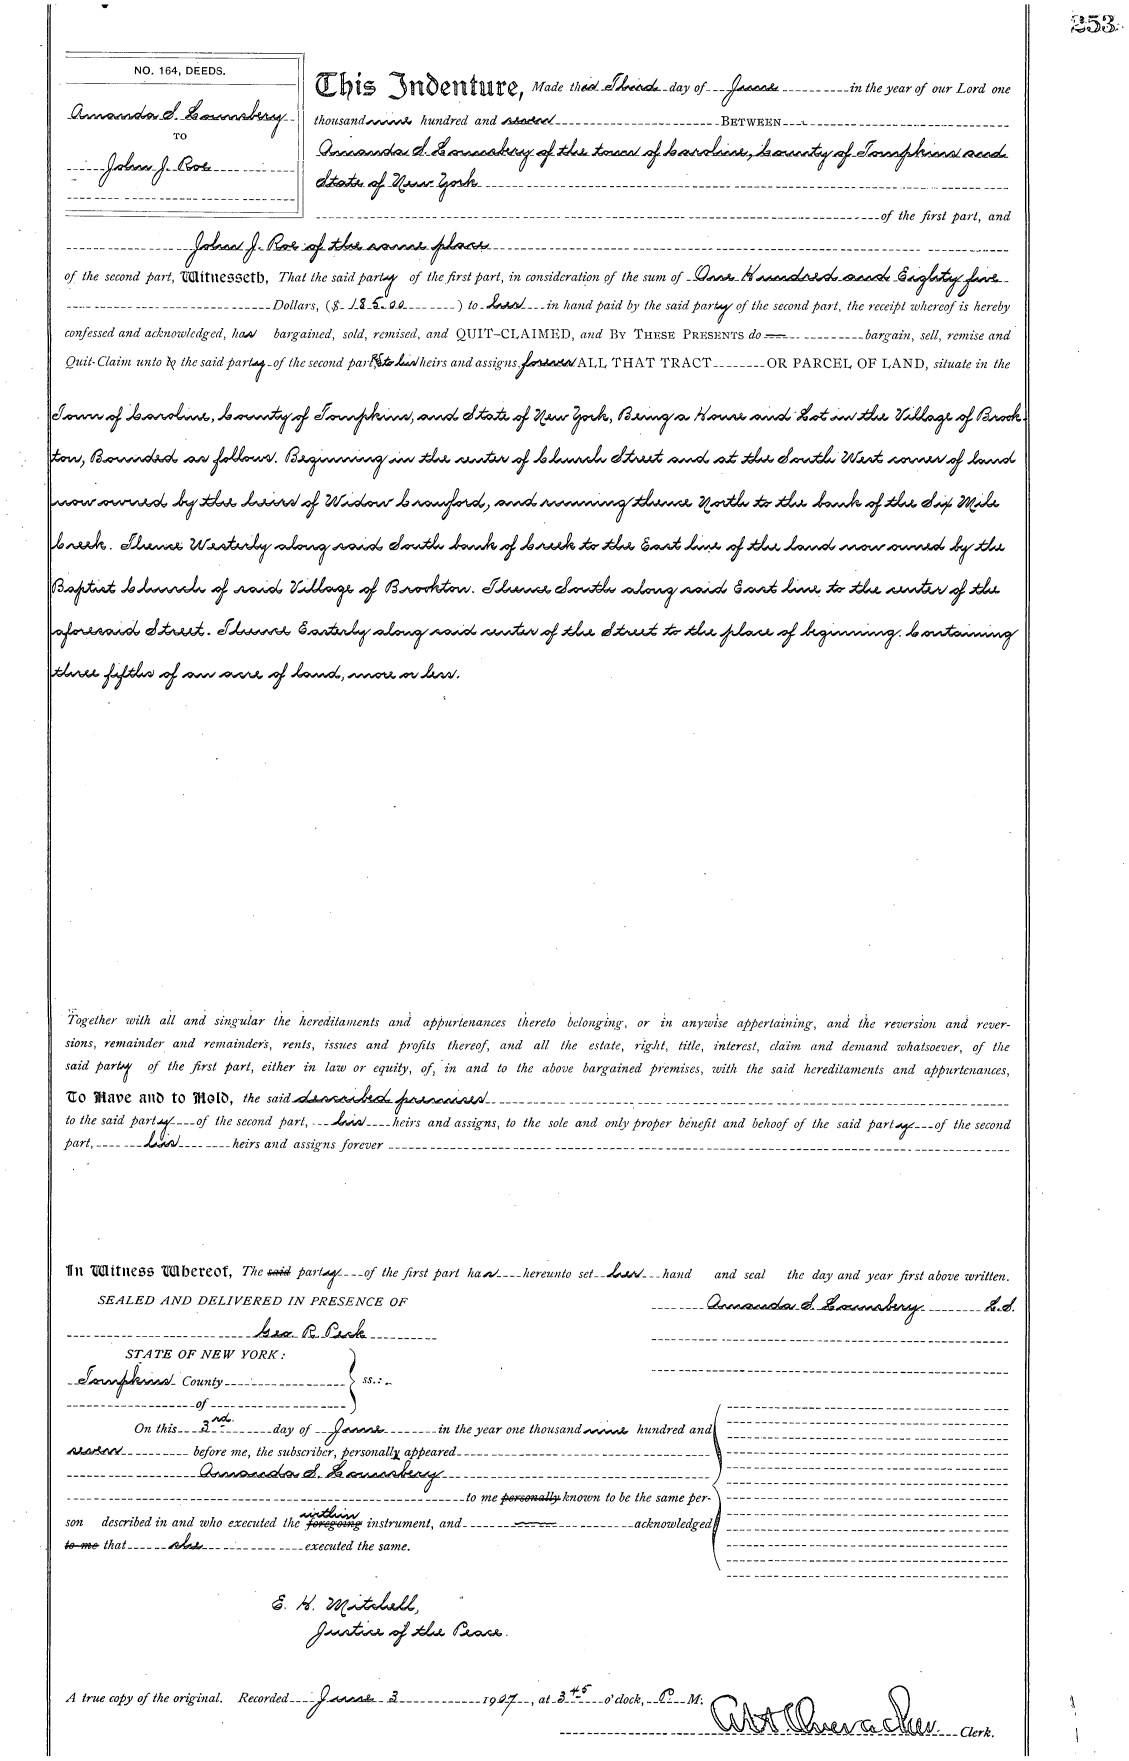 253
NO. 164, DEEDS.
Amanda S. Lounsbery
TO
John J. Roe
This Indenture, Made the Third day of June in the year of our Lord one
thousand nine hundred and seven BETWEEN
Amanda S. Lounsbery of the town of Caroline, County of Tompkins and
State of New York
of the first part, and
John J. Roe of the same place
of the second part, Witnesseth, That the said party of the first part, in consideration of the sum of One Hundred and Eighty five
Dollars, ($ 185.00 ) to her in hand paid by the said party of the second part, the receipt whereof is hereby
confessed and acknowledged, has bargained, sold, remised, and QUIT-CLAIMED, and BY THESE PRESENTS do bargain, sell, remise and
Quit-Claim unto the said party of the second part, & to his heirs and assigns forever ALL THAT TRACT OR PARCEL OF LAND, situate in the
Town of Caroline, County of Tompkins, and State of New York, Being a House and Lot in the Village of Brook-
ton, Bounded as follows. Beginning in the center of Church Street and at the South West corner of land
now owned by the heirs of Widow Cranford, and running thence North to the bank of the Six Mile
Creek. Thence Westerly along said South bank of Creek to the East line of the land now owned by the
Baptist Church of said Village of Brookton. Thence South along said East line to the center of the
aforesaid Street. Thence Easterly along said center of the Street to the place of beginning. Containing
three fifths of an acre of land, more or less.
Together with all and singular the hereditaments and appurtenances thereto belonging, or in anywise appertaining, and the reversion and rever-
sions, remainder and remainders, rents, issues and profits thereof, and all the estate, right, title, interest, claim and demand whatsoever, of the
said party of the first part, either in law or equity, of, in and to the above bargained premises, with the said hereditaments and appurtenances,
To Have and to Hold, the said described premises
to the said party of the second part, his heirs and assigns, to the sole and only proper benefit and behoof of the said party of the second
part, his heirs and assigns forever
In Witness Whereof, The said party of the first part has hereunto set her hand and seal the day and year first above written.
SEALED AND DELIVERED IN PRESENCE OF
Amanda S. Lounsbery L.S.
Geo. R. Peck
STATE OF NEW YORK:
Tompkins County ss.:
of
On this 3rd. day of June in the year one thousand nine hundred and
seven before me, the subscriber, personally appeared
Amanda S. Lounsbery
to me personally known to be the same per-
son described in and who executed the foregoing within instrument, and acknowledged
to me that she executed the same.
E. H. Mitchell,
Justice of the Peace.
A true copy of the original. Recorded June 3 1907, at 3 45 o'clock, P. M.
Clerk.